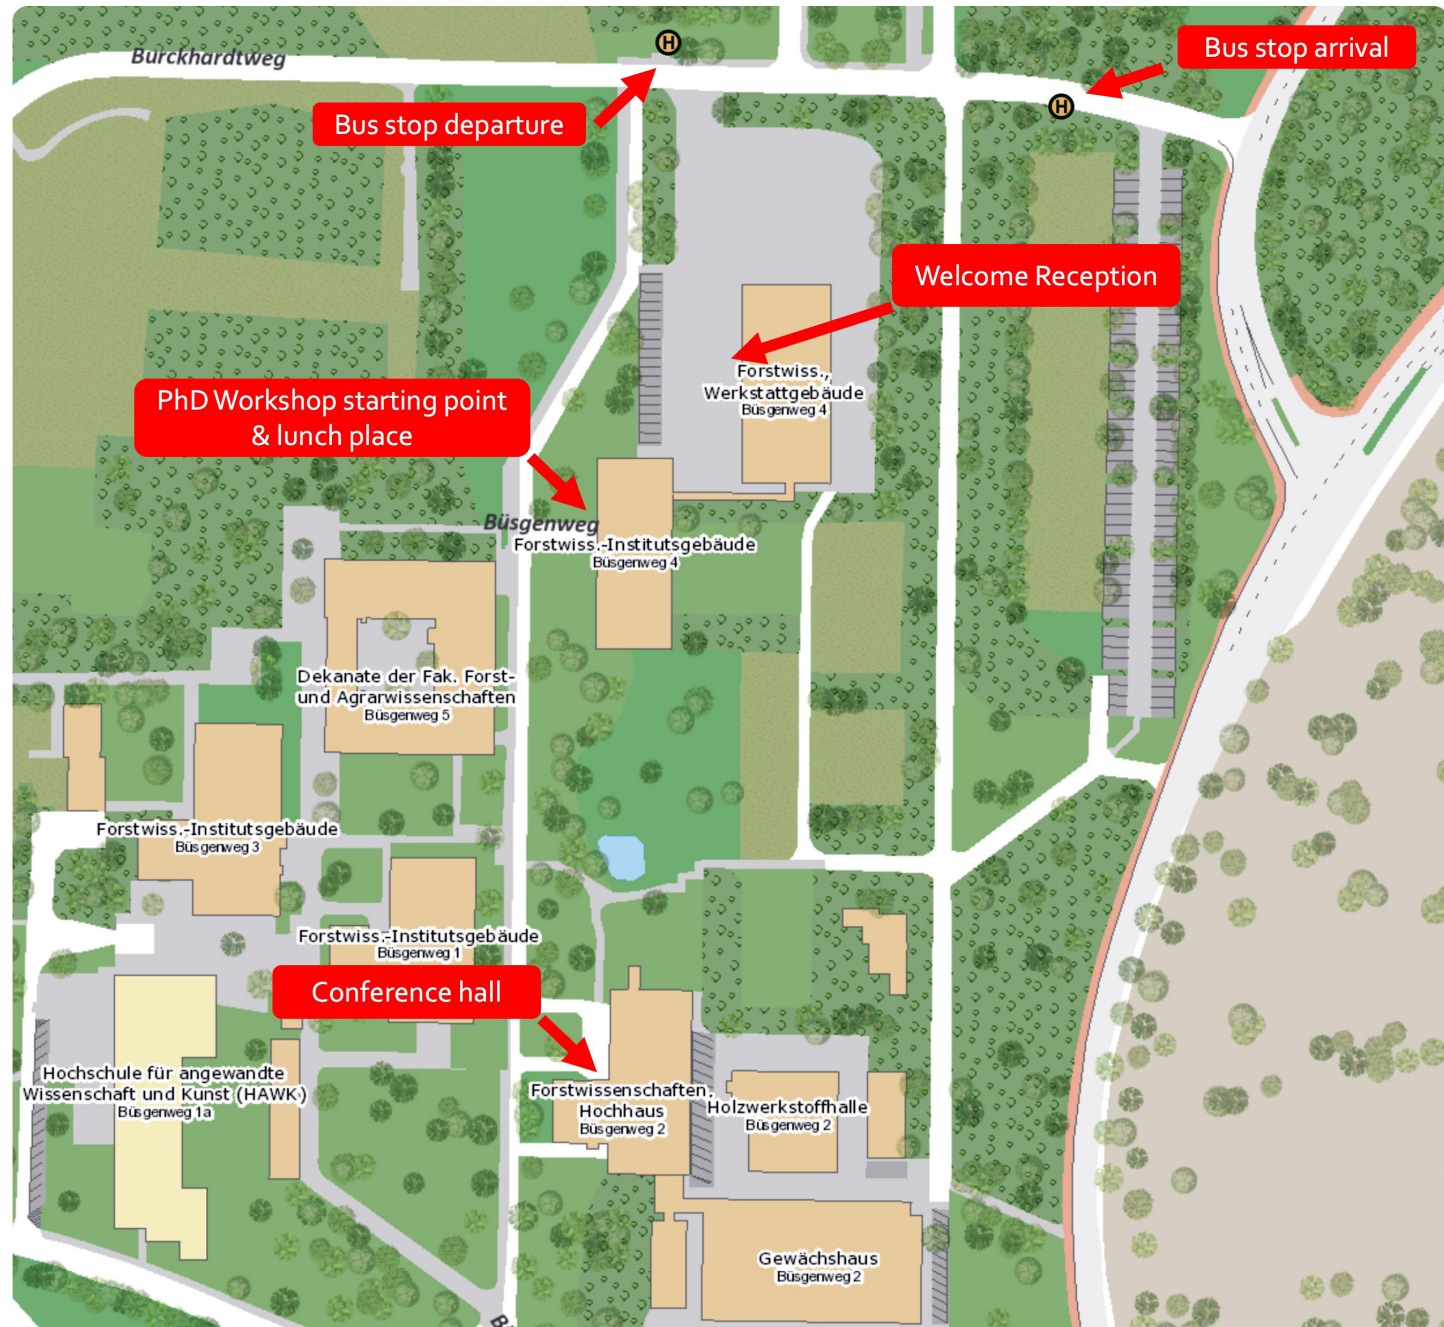 Burckhardtweg
H
Bus stop arrival
H
Bus stop departure
Welcome Reception
Forstwiss.,
Werkstattgebäude
Büsgenweg 4
PhD Workshop starting point
& lunch place
Büsgenweg
Forstwiss.-Institutsgebäude
Büsgenweg 4
Dekanate der Fak. Forst-
und Agrarwissenschaften
Büsgenweg 5
Forstwiss.-Institutsgebäude
Büsgenweg 3
Forstwiss.-Institutsgebäude
Büsgenweg 1
Conference hall
Hochschule für angewandte
Wissenschaft und Kunst (HAWK)
Büsgenweg 1a
Forstwissenschaften,
Hochhaus
Büsgenweg 2
Holzwerkstoffhalle
Büsgenweg 2
Gewächshaus
Büsgenweg 2